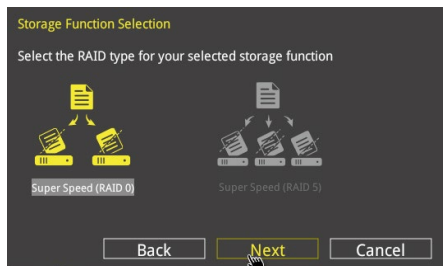 Storage Function Selection
Select the RAID type for your selected storage function
Super Speed (RAID 0)
Super Speed (RAID 5)
Back
Next
Cancel